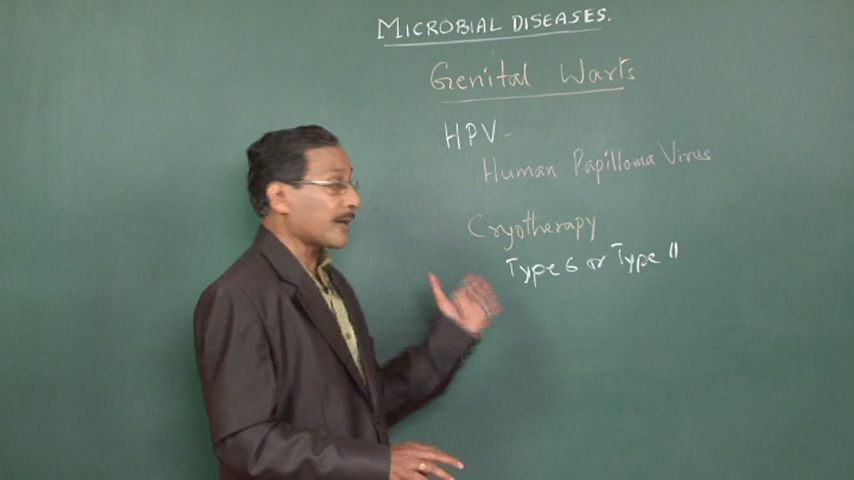 MICROBIAL DISEASES.
Genital Warts
HPV-
Human Papilloma Virus
Cryotherapy
Type 6 or Type 11